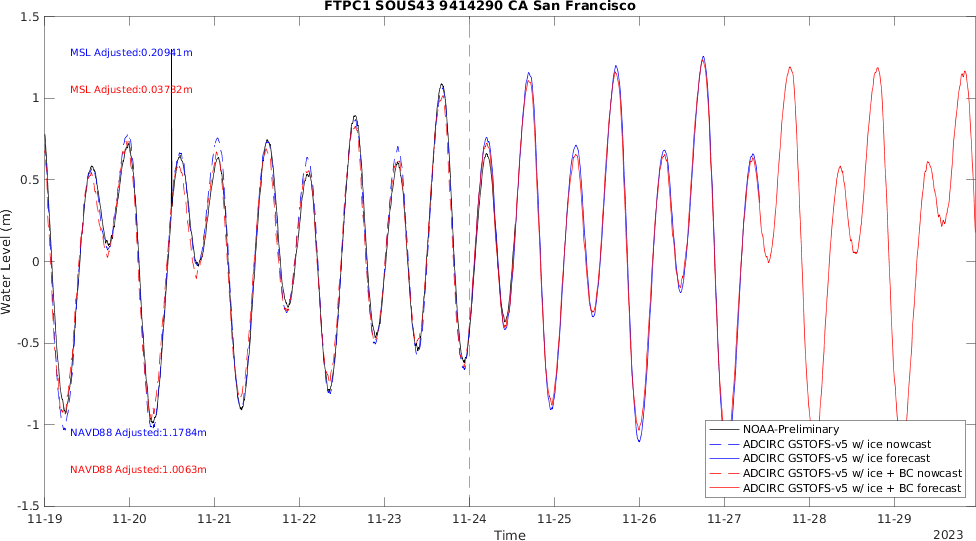 FTPC1 SOUS43 9414290 CA San Francisco
1.5
1
0.5
0
-0.5
-1
-1.5
Water Level (m)
MSL Adjusted:0.20941m
MSL Adjusted:0.03732m
NAVD88 Adjusted:1.1784m
NAVD88 Adjusted:1.0063m
NOAA-Preliminary
ADCIRC GSTOFS-v5 w/ ice nowcast
ADCIRC GSTOFS-v5 w/ ice forecast
ADCIRC GSTOFS-v5 w/ ice + BC nowcast
ADCIRC GSTOFS-v5 w/ ice + BC forecast
11-19 11-20 11-21 11-22 11-23 11-24 11-25 11-26 11-27 11-28 11-29
Time
2023